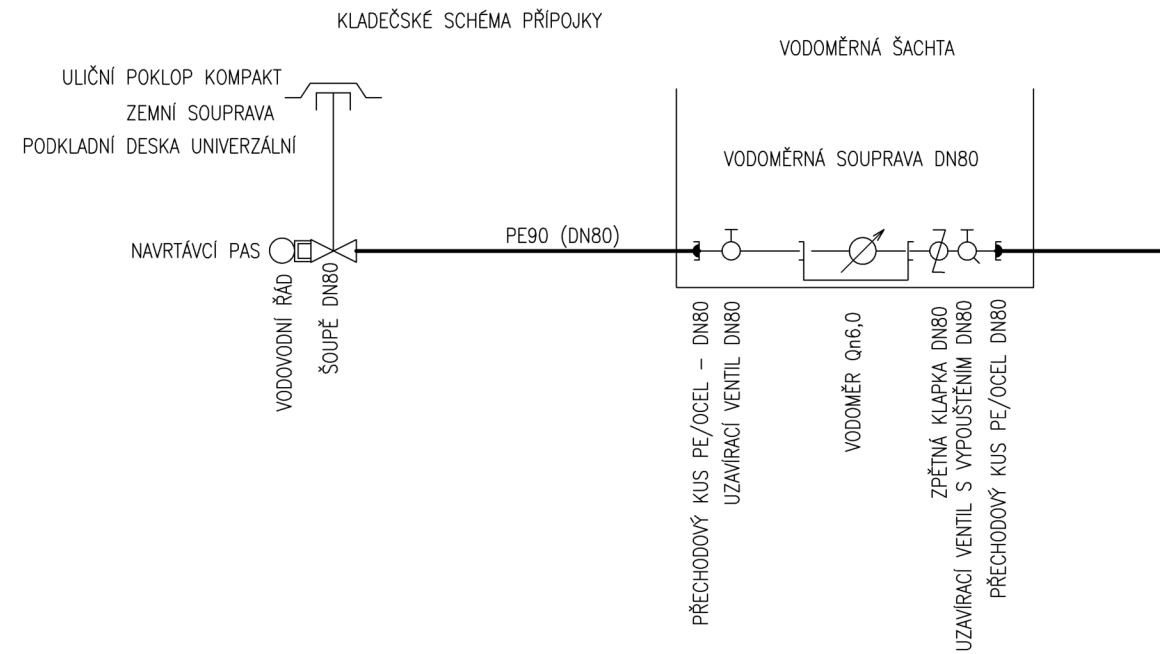 KLADEČSKÉ SCHÉMA PŘÍPOJKY
VODOMĚRNÁ ŠACHTA
ULIČNÍ POKLOP KOMPAKT
ZEMNÍ SOUPRAVA
PODKLADNÍ DESKA UNIVERZÁLNÍ
VODOMĚRNÁ SOUPRAVA DN80
NAVRTÁVCÍ PAS
PE90 (DN80)
VODOVODNÍ ŘÁD
ŠOUPĚ DN80
PŘECHODOVÝ KUS PE/OCEL – DN80
UZAVÍRACÍ VENTIL DN80
VODOMĚR Qn6,0
ZPĚTNÁ KLAPKA DN80
UZAVÍRACÍ VENTIL S VYPOUŠTĚNÍM DN80
PŘECHODOVÝ KUS PE/OCEL DN80